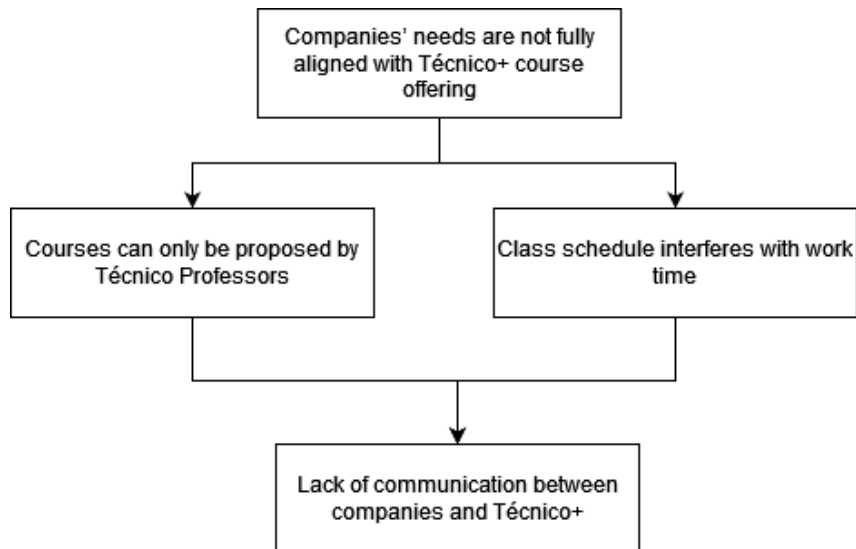 Companies’ needs are not fully
aligned with Técnico+ course
offering
Courses can only be proposed by
Técnico Professors
Class schedule interferes with work
time
Lack of communication between
companies and Técnico+